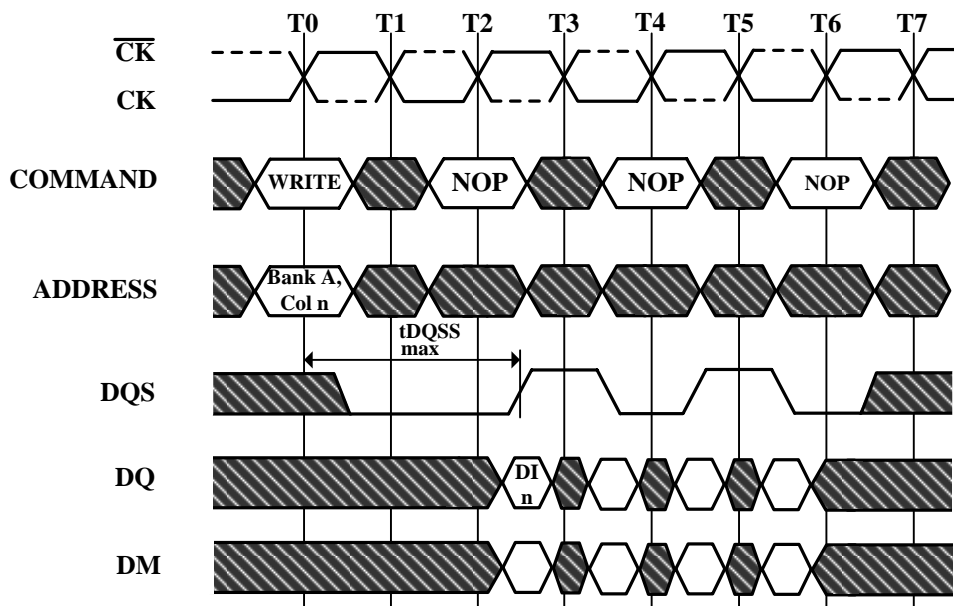 T0 T1 T2 T3 T4 T5 T6 T7
CK
CK
COMMAND WRITE NOP NOP NOP
ADDRESS Bank A,
Col n
tDQSS
max
DQS
DQ DI
n
DM